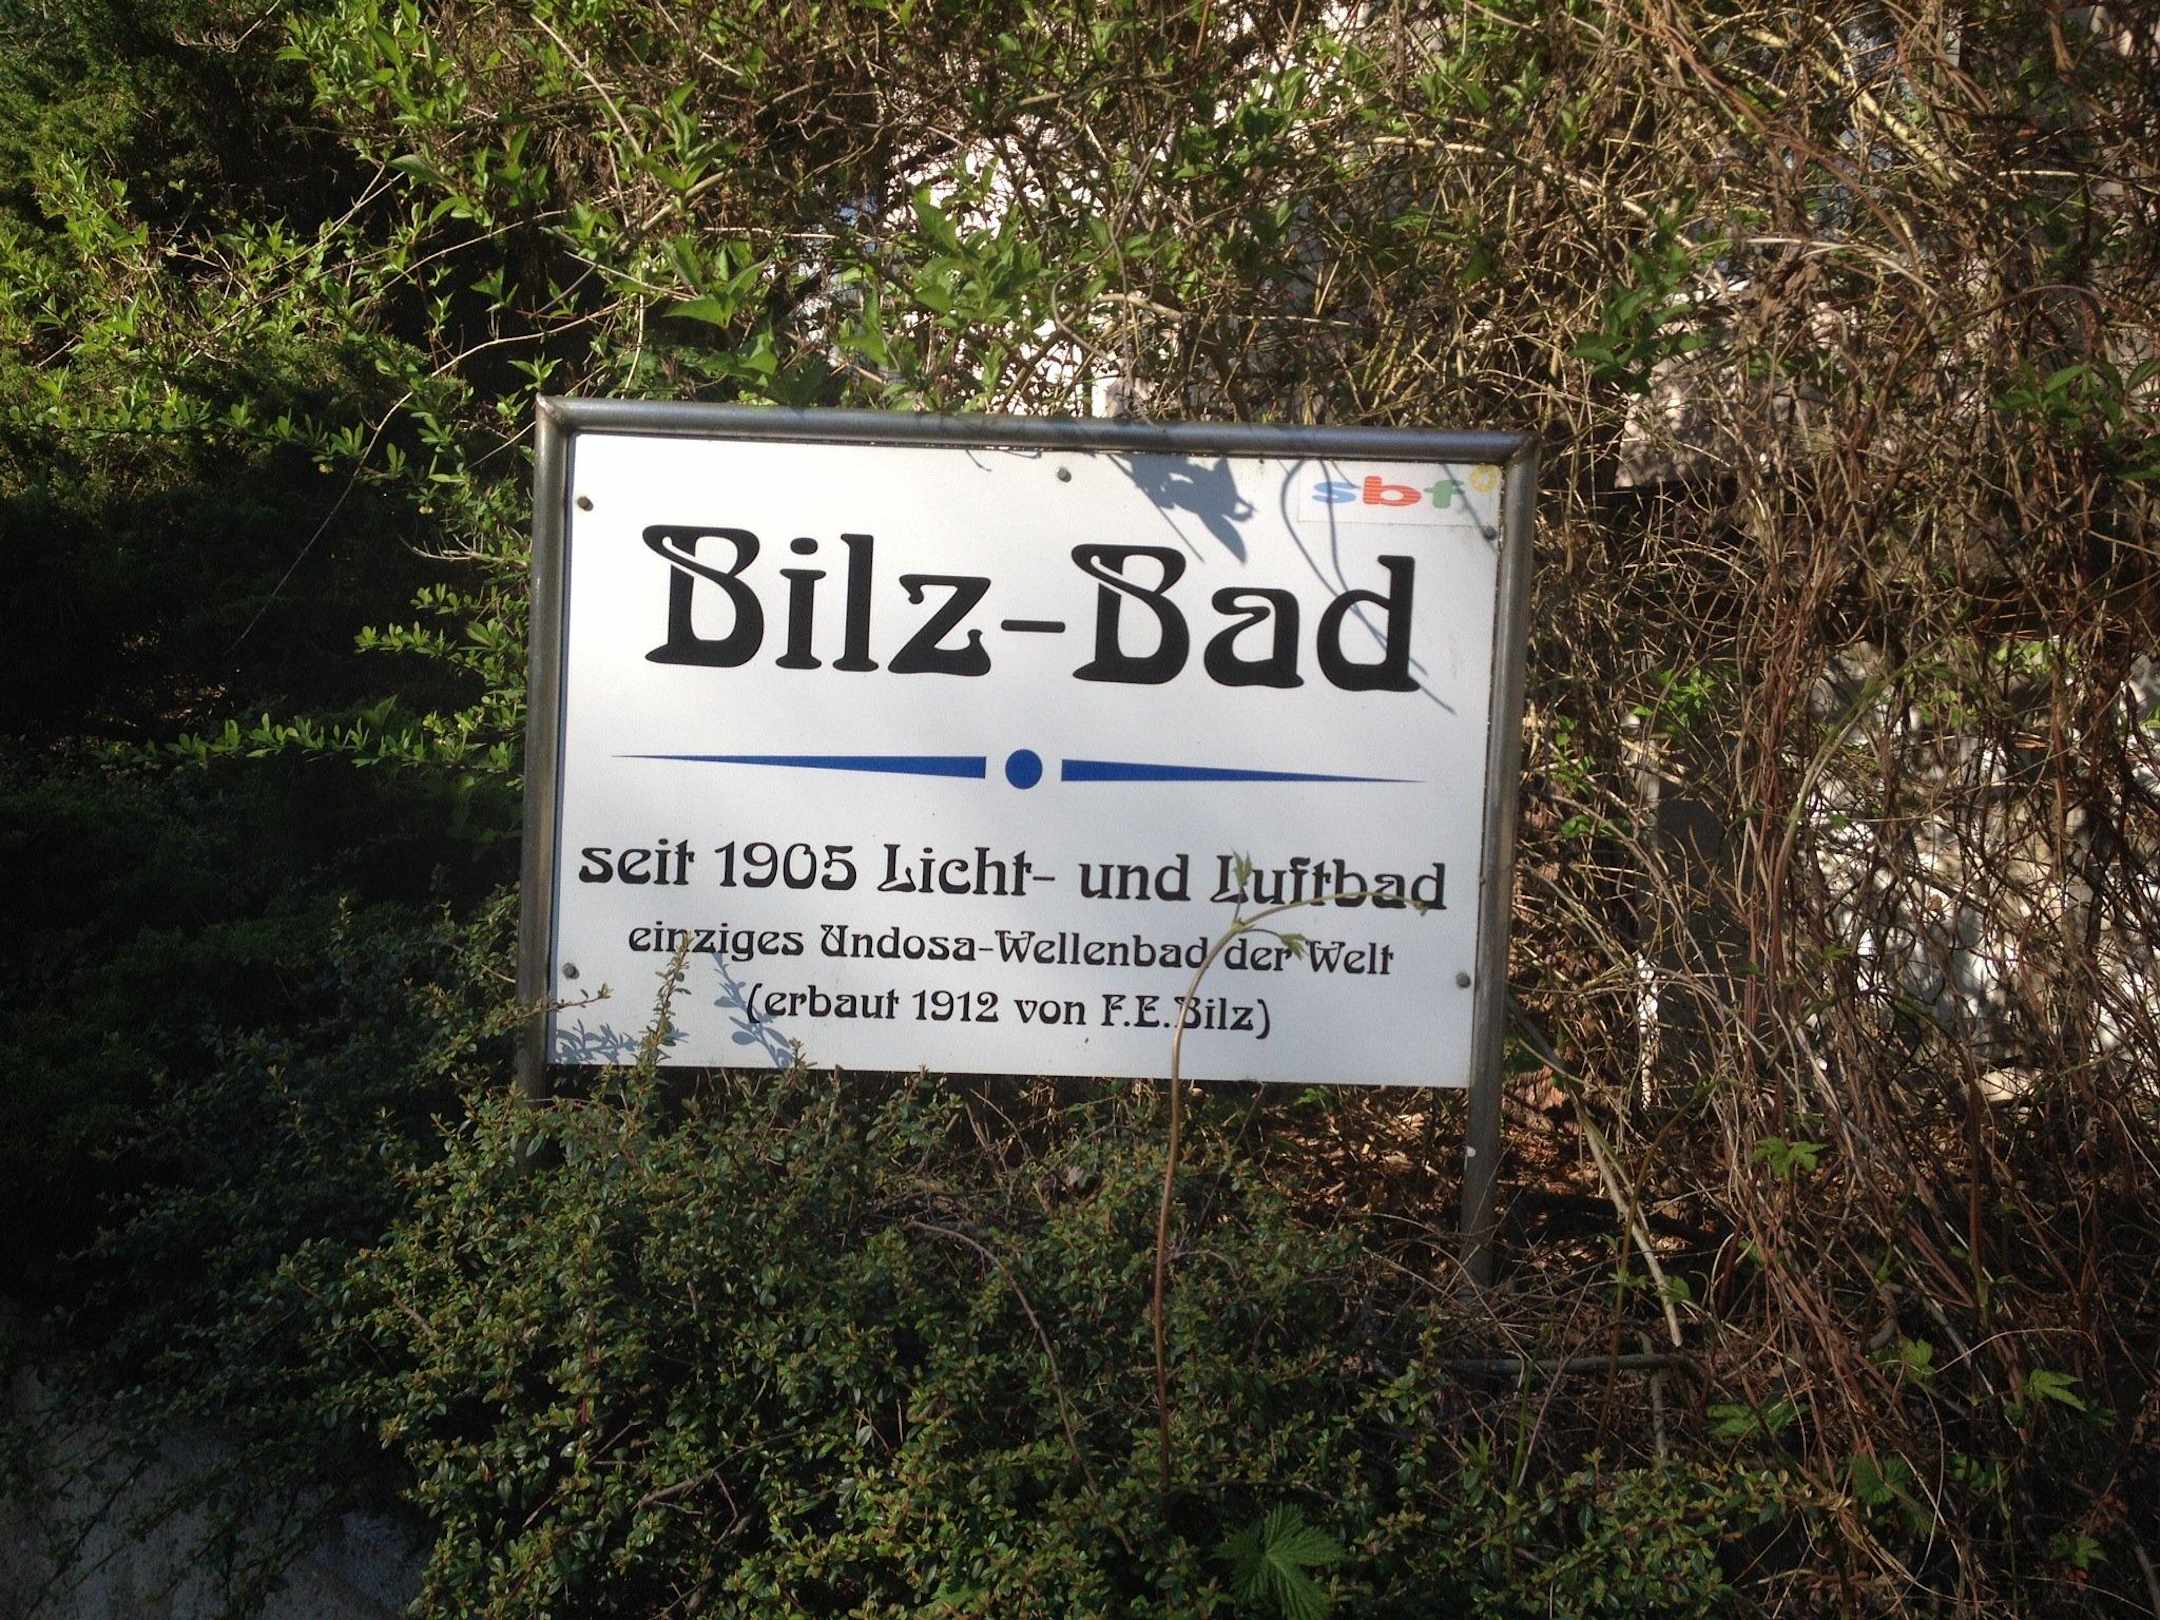 sbf
Bilz-Bad
seit 1905 Licht- und Luftbad
einziges Undosa-Wellenbad der Welt
(erbaut 1912 von F.E.Bilz)